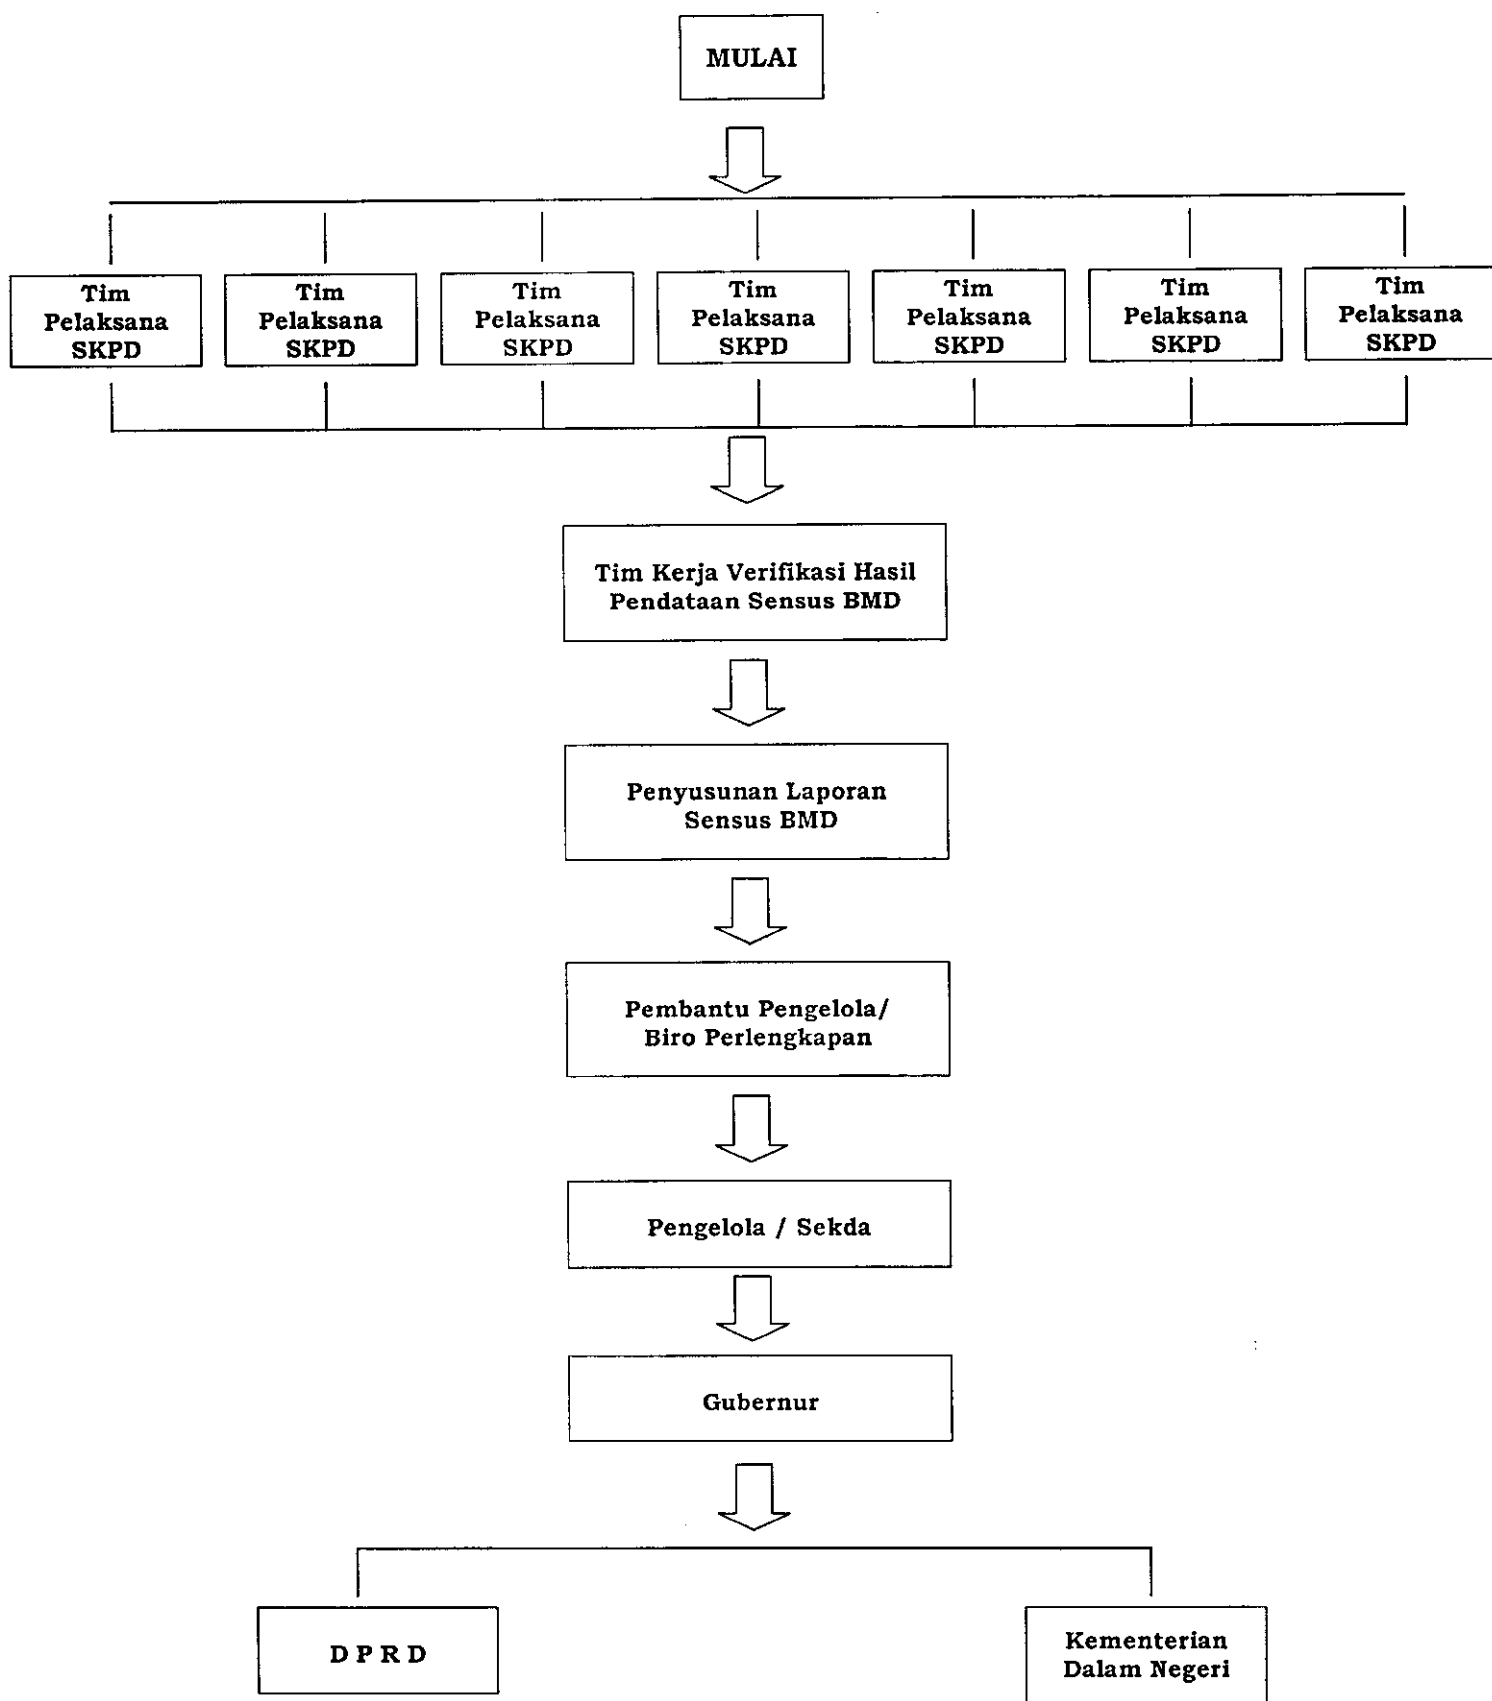 MULAI
Tim
Pelaksana
SKPD
Tim
Pelaksana
SKPD
Tim
Pelaksana
SKPD
Tim
Pelaksana
SKPD
Tim
Pelaksana
SKPD
Tim
Pelaksana
SKPD
Tim
Pelaksana
SKPD
Tim Kerja Verifikasi Hasil
Pendataan Sensus BMD
Penyusunan Laporan
Sensus BMD
Pembantu Pengelola/
Biro Perlengkapan
Pengelola / Sekda
Gubernur
D P R D
Kementerian
Dalam Negeri